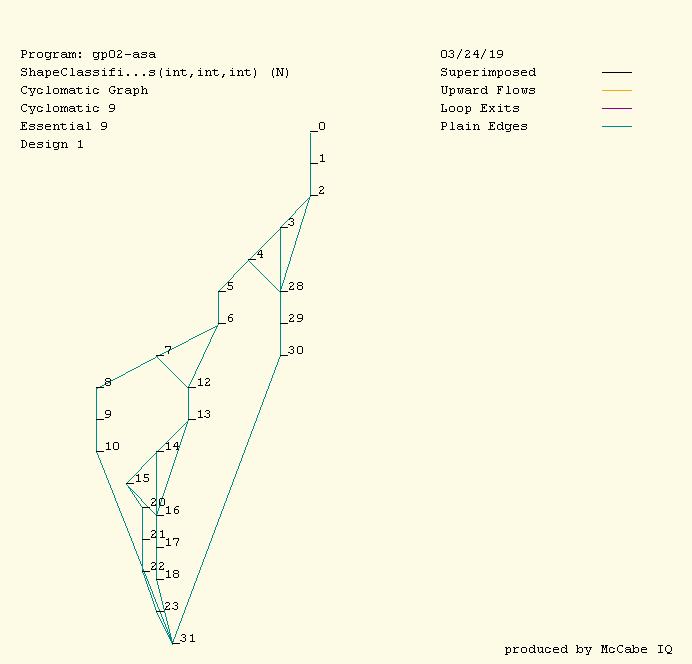 Program: gp02-asa
ShapeClassifi...s(int,int,int) (N)
Cyclomatic Graph
Cyclomatic 9
Essential 9
Design 1
03/24/19
Superimposed
Upward Flows
Loop Exits
Plain Edges
0
1
2
3
4
5
28
6
29
7
30
8
12
9
13
10
14
15
20
16
21
17
22
18
23
31
produced by McCabe IQ